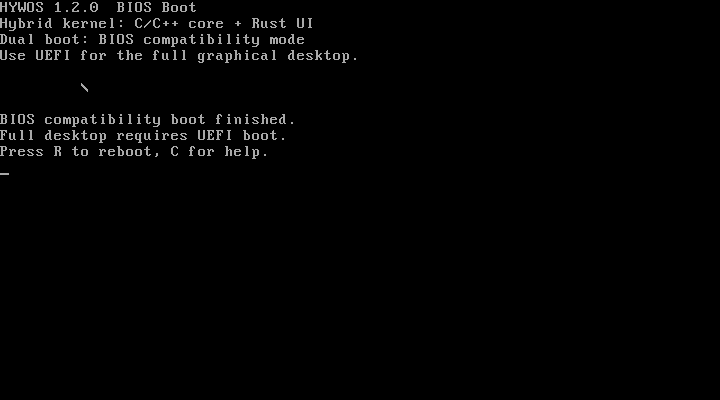 HYWOS 1.2.0  BIOS Boot
Hybrid kernel: C/C++ core + Rust UI
Dual boot: BIOS compatibility mode
Use UEFI for the full graphical desktop.
\
BIOS compatibility boot finished.
Full desktop requires UEFI boot.
Press R to reboot, C for help.
_